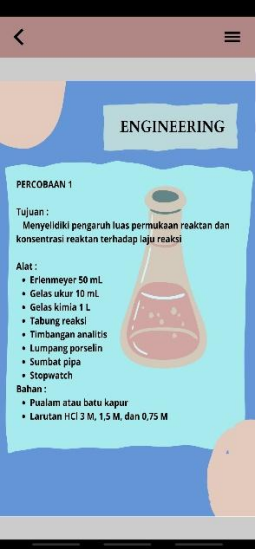 ENGINEERING
PERCOBAAN 1
Tujuan :
Menyelidiki pengaruh luas permukaan reaktan dan
konsentrasi reaktan terhadap laju reaksi
Alat :
• Erlenmeyer 50 mL
• Gelas ukur 10 mL
• Gelas kimia 1 L
• Tabung reaksi
• Timbangan analitis
• Lumpang porselin
• Sumbat pipa
• Stopwatch
Bahan :
• Pualam atau batu kapur
• Larutan HCl 3 M, 1,5 M, dan 0,75 M